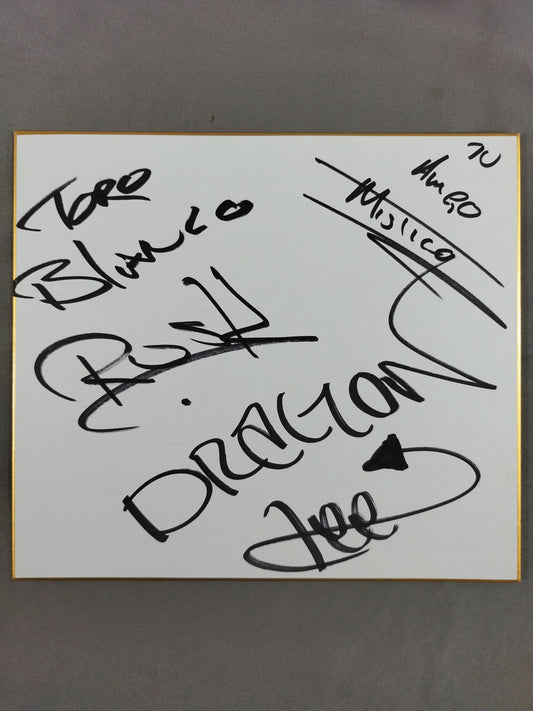 TORO
BlANCO
RUSH
TU
AMIGO
MISTICO
DRAGON
Lee